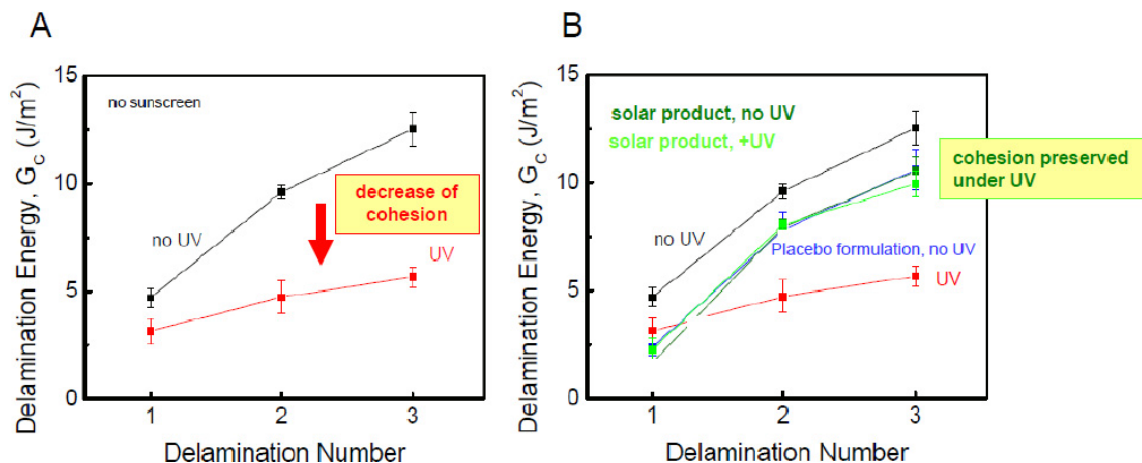 A
Delamination Energy, G_C (J/m²)
15
10
5
0
no sunscreen
no UV
decrease of
cohesion
UV
1 2 3
Delamination Number
B
Delamination Energy, G_C (J/m²)
15
10
5
0
solar product, no UV
solar product, +UV
no UV
cohesion preserved
under UV
Placebo formulation, no UV
UV
1 2 3
Delamination Number